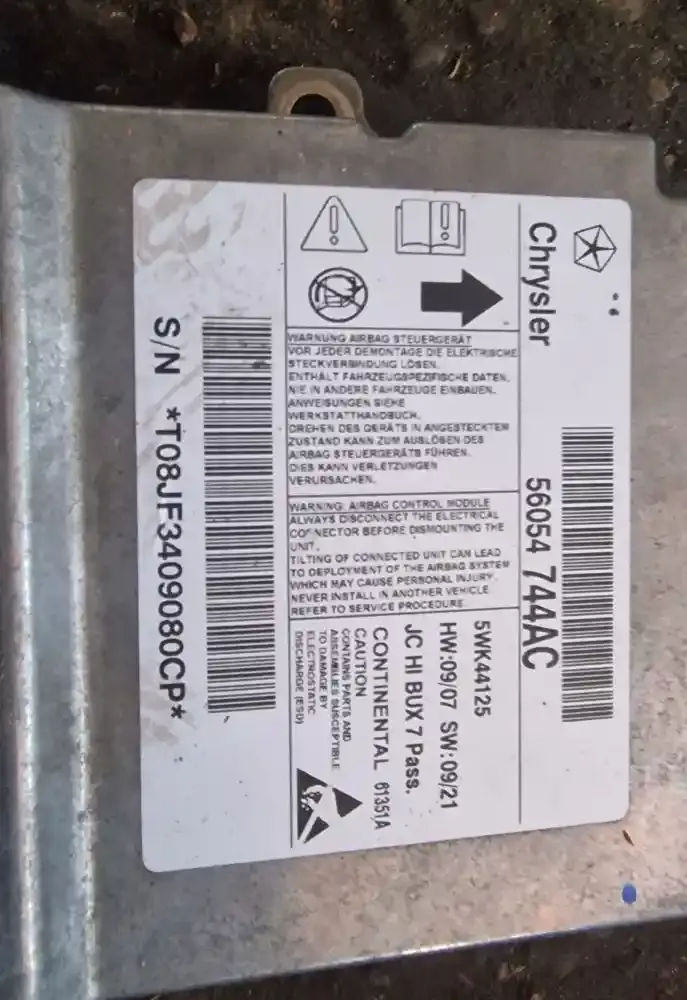 Chrysler
56054 744AC
WARNUNG AIRBAG STEUERGERÄT
VOR JEDER DEMONTAGE DIE ELEKTRISCHE
STECKVERBINDUNG LÖSEN.
ENTHÄLT FAHRZEUGSPEZIFISCHE DATEN.
NIE IN ANDERE FAHRZEUGE EINBAUEN.
ANWEISUNGEN SIEHE
WERKSTATTHANDBUCH.
DREHEN DES GERÄTS IN ANGESTECKTEM
ZUSTAND KANN ZUM AUSLÖSEN DES
AIRBAG STEUERGERÄTS FÜHREN.
DIES KANN VERLETZUNGEN
VERURSACHEN.
WARNING: AIRBAG CONTROL MODULE
ALWAYS DISCONNECT THE ELECTRICAL
CONNECTOR BEFORE DISMOUNTING THE
UNIT.
TILTING OF CONNECTED UNIT CAN LEAD
TO DEPLOYMENT OF THE AIRBAG SYSTEM
WHICH MAY CAUSE PERSONAL INJURY.
NEVER INSTALL IN ANOTHER VEHICLE.
REFER TO SERVICE PROCEDURE.
5WK44125
HW:09/07 SW:09/21
JC HI BUX 7 Pass.
CONTINENTAL 61351A
CAUTION
CONTAINS PARTS AND
ASSEMBLIES SUSCEPTIBLE
TO DAMAGE BY
ELECTROSTATIC
DISCHARGE (ESD)
S/N *T08JF3409080CP*